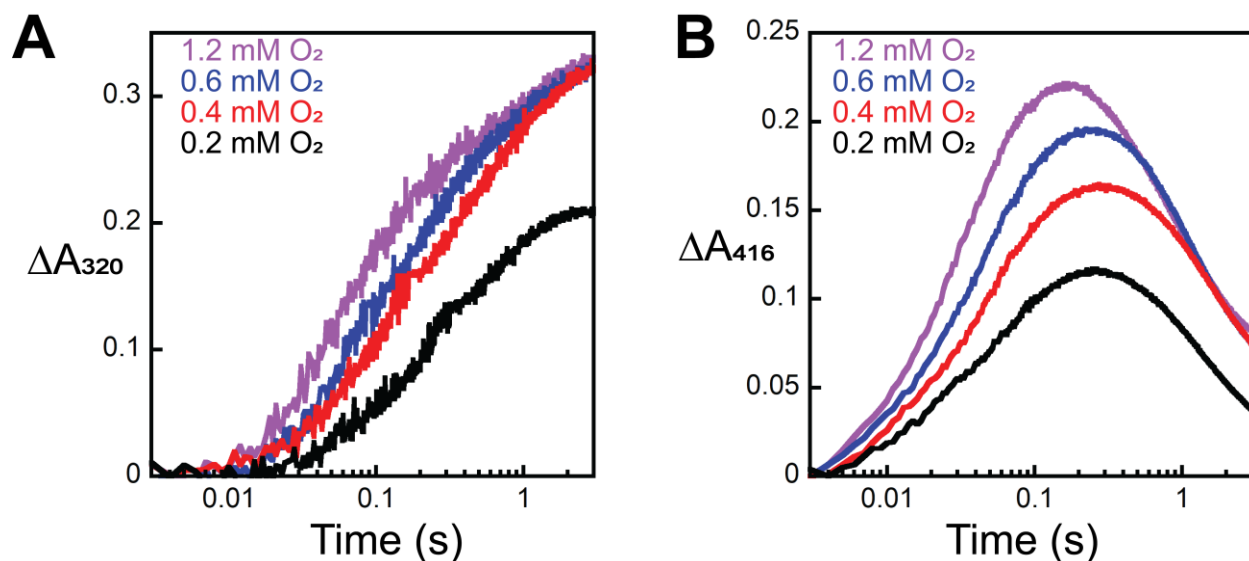 A
1.2 mM O₂
0.6 mM O₂
0.4 mM O₂
0.2 mM O₂
0.3
0.2
0.1
0
ΔA₃₂₀
0.01 0.1 1
Time (s)
B
1.2 mM O₂
0.6 mM O₂
0.4 mM O₂
0.2 mM O₂
0.25
0.2
0.15
0.1
0.05
0
ΔA₄₁₆
0.01 0.1 1
Time (s)